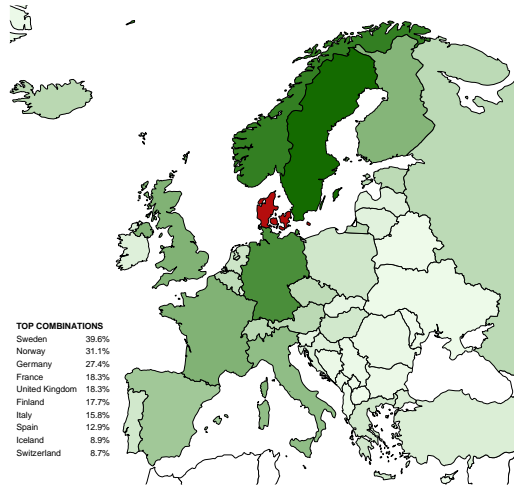 TOP COMBINATIONS
Sweden 39.6%
Norway 31.1%
Germany 27.4%
France 18.3%
United Kingdom 18.3%
Finland 17.7%
Italy 15.8%
Spain 12.9%
Iceland 8.9%
Switzerland 8.7%